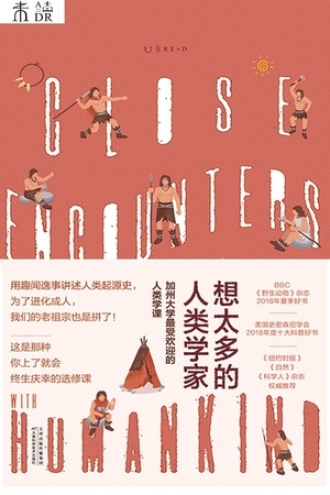 未读
UNREAD
CLOSE
ENCOUNTERS
用趣闻逸事讲述人类起源史，
为了进化成人，
我们的老祖宗也是拼了！
这是那种
你上了就会
终生庆幸的选修课
加州大学最受欢迎的
人类学课
想太多的
人类学家
BBC
《野生动物》杂志
2018年夏季好书
美国史密森尼学会
2018年度十大科普好书
《纽约时报》
《自然》
《科学人》杂志
权威推荐
WITH
HUMANKIND